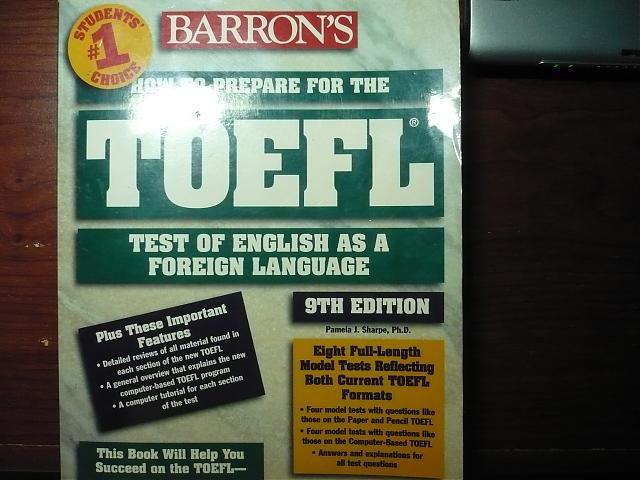 STUDENTS'
#1
CHOICE
BARRON'S
HOW TO PREPARE FOR THE
TOEFL®
TEST OF ENGLISH AS A
FOREIGN LANGUAGE
9TH EDITION
Pamela J. Sharpe, Ph.D.
Plus These Important
Features
• Detailed reviews of all material found in
each section of the new TOEFL
• A general overview that explains the new
computer-based TOEFL program
• A computer tutorial for each section
of the test
Eight Full-Length
Model Tests Reflecting
Both Current TOEFL
Formats
• Four model tests with questions like
those on the Paper and Pencil TOEFL
• Four model tests with questions like
those on the Computer-Based TOEFL
• Answers and explanations for
all test questions
This Book Will Help You
Succeed on the TOEFL—